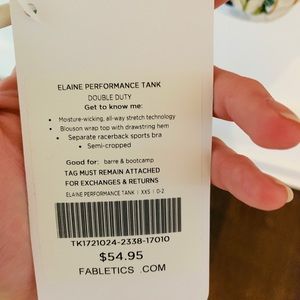 ELAINE PERFORMANCE TANK
DOUBLE DUTY
Get to know me:
• Moisture-wicking, all-way stretch technology
• Blouson wrap top with drawstring hem
• Separate racerback sports bra
• Semi-cropped
Good for: barre & bootcamp
TAG MUST REMAIN ATTACHED
FOR EXCHANGES & RETURNS
ELAINE PERFORMANCE TANK | XXS | 0-2
TK1721024-2338-17010
$54.95
FABLETICS .COM